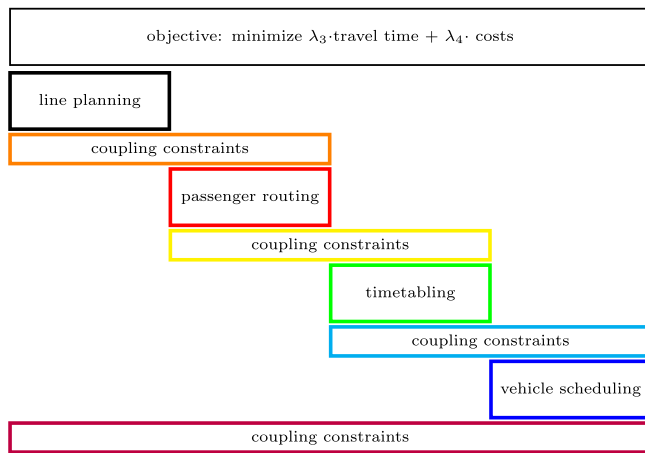 objective: minimize λ₃·travel time + λ₄· costs
line planning
coupling constraints
passenger routing
coupling constraints
timetabling
coupling constraints
vehicle scheduling
coupling constraints